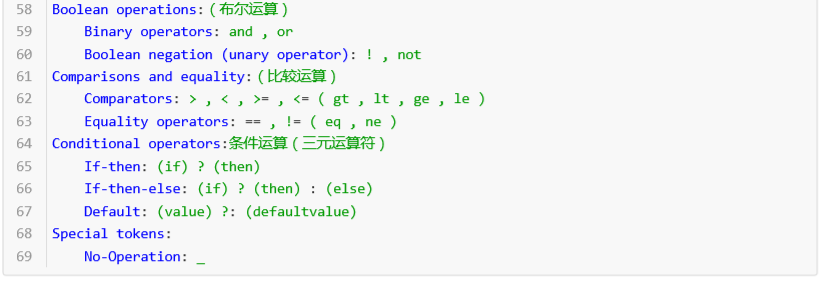 58 Boolean operations:(布尔运算)
59 Binary operators: and , or
60 Boolean negation (unary operator): ! , not
61 Comparisons and equality:(比较运算)
62 Comparators: > , < , >= , <= ( gt , lt , ge , le )
63 Equality operators: == , != ( eq , ne )
64 Conditional operators:条件运算(三元运算符)
65 If-then: (if) ? (then)
66 If-then-else: (if) ? (then) : (else)
67 Default: (value) ?: (defaultvalue)
68 Special tokens:
69 No-Operation: _